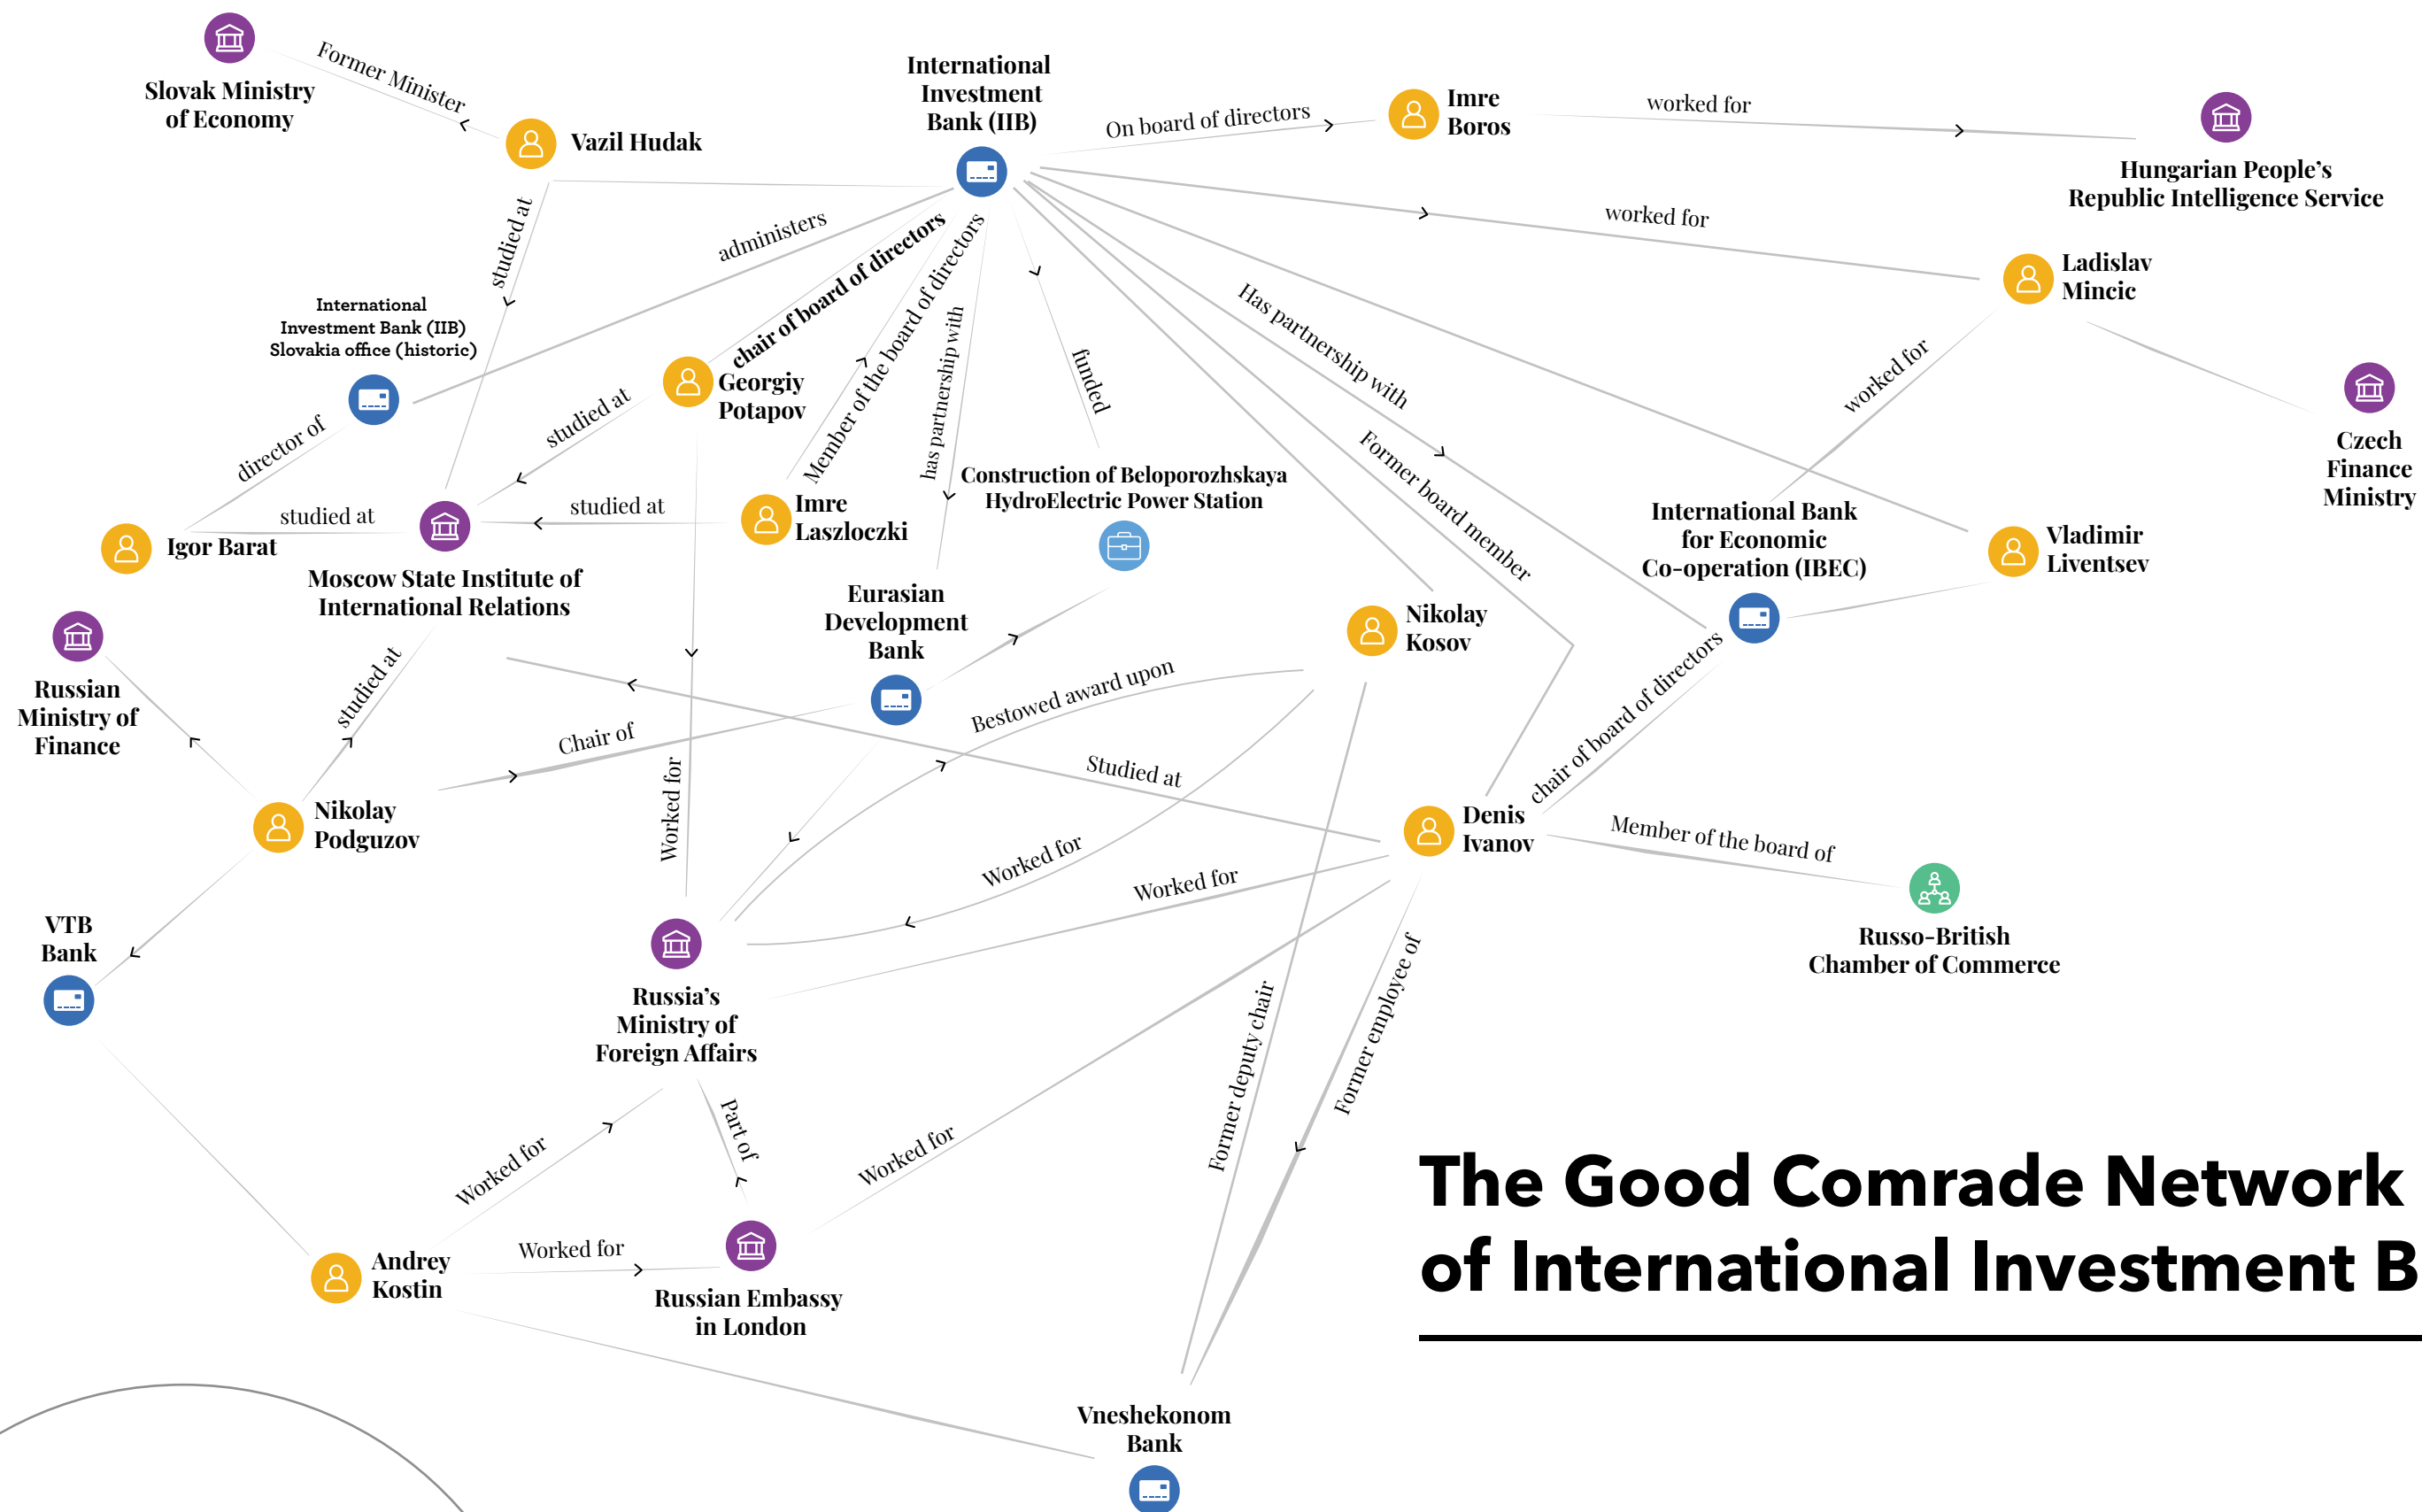 Slovak Ministry
of Economy
Former Minister
Vazil Hudak
International
Investment
Bank (IIB)
On board of directors
Imre
Boros
worked for
Hungarian People’s
Republic Intelligence Service
studied at
administers
chair of board of directors
Member of the board of directors
has partnership with
funded
worked for
Has partnership with
Ladislav
Mincic
worked for
Czech
Finance
Ministry
International
Investment Bank (IIB)
Slovakia office (historic)
director of
studied at
Georgiy
Potapov
Igor Barat
studied at
studied at
Imre
Laszloczki
Construction of Beloporozhskaya
HydroElectric Power Station
Former board member
International Bank
for Economic
Co-operation (IBEC)
Vladimir
Liventsev
Moscow State Institute of
International Relations
Eurasian
Development
Bank
Nikolay
Kosov
Russian
Ministry of
Finance
studied at
Chair of
Worked for
Bestowed award upon
Studied at
chair of board of directors
Nikolay
Podguzov
Worked for
Worked for
Denis
Ivanov
Member of the board of
Russo-British
Chamber of Commerce
VTB
Bank
Russia’s
Ministry of
Foreign Affairs
Former deputy chair
Former employee of
Worked for
Part of
Worked for
Andrey
Kostin
Worked for
Russian Embassy
in London
Vneshekonom
Bank
The Good Comrade Network
of International Investment B